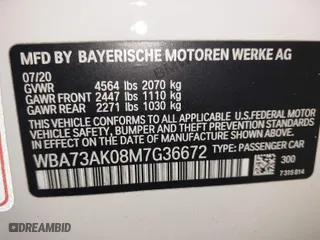 MFD BY BAYERISCHE MOTOREN WERKE AG
07/20
GVWR 4564 lbs 2070 kg
GAWR FRONT 2447 lbs 1110 kg
GAWR REAR 2271 lbs 1030 kg
THIS VEHICLE CONFORMS TO ALL APPLICABLE U.S. FEDERAL
MOTOR VEHICLE SAFETY, BUMPER, AND THEFT PREVENTION
STANDARDS IN EFFECT ON THE DATE OF MANUFACTURE SHOWN
ABOVE.
WBA73AK08M7G36672 TYPE: PASSENGER CAR
300
7315814
DREAMBID